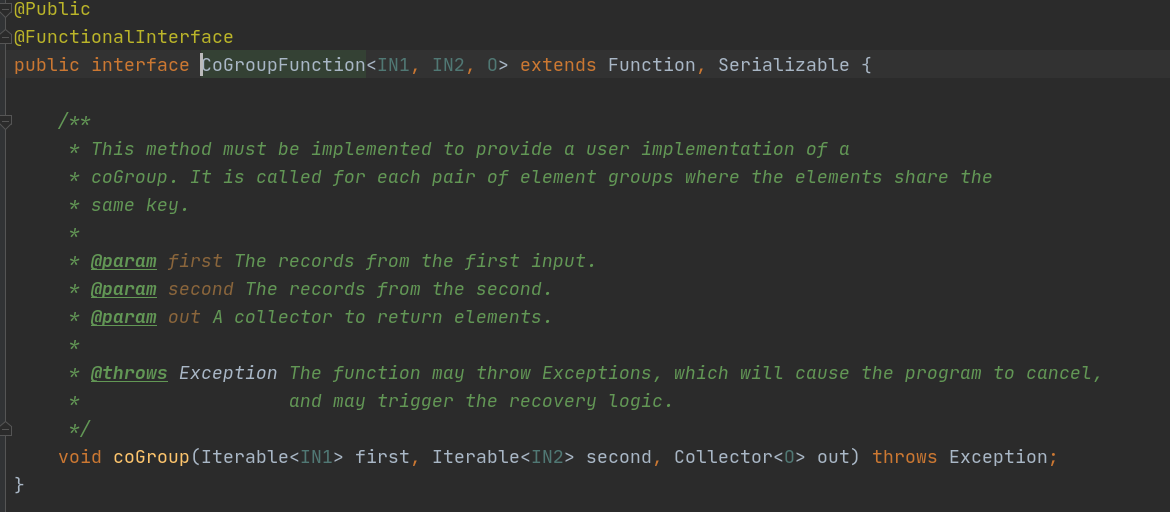 @Public
@FunctionalInterface
public interface CoGroupFunction<IN1, IN2, O> extends Function, Serializable {
/**
* This method must be implemented to provide a user implementation of a
* coGroup. It is called for each pair of element groups where the elements share the
* same key.
*
* @param first The records from the first input.
* @param second The records from the second.
* @param out A collector to return elements.
*
* @throws Exception The function may throw Exceptions, which will cause the program to cancel,
* and may trigger the recovery logic.
*/
void coGroup(Iterable<IN1> first, Iterable<IN2> second, Collector<O> out) throws Exception;
}